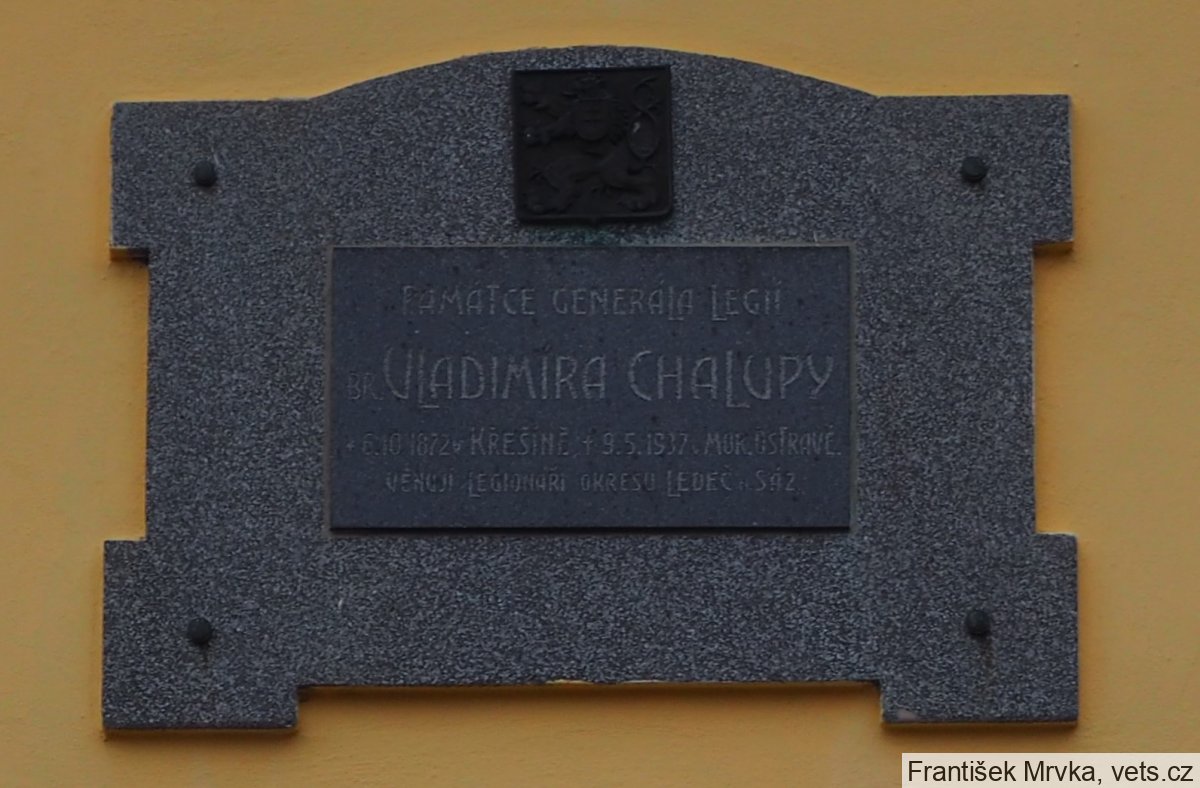 PAMÁTCE GENERÁLA LEGIÍ
BR. VLADIMÍRA CHALUPY
* 6.10.1872 v KŘEŠÍNĚ, + 9.5.1937 v MOR. OSTRAVĚ.
VĚNUJÍ LEGIONÁŘI OKRESU LEDEČ n. SÁZ.
František Mrvka, vets.cz